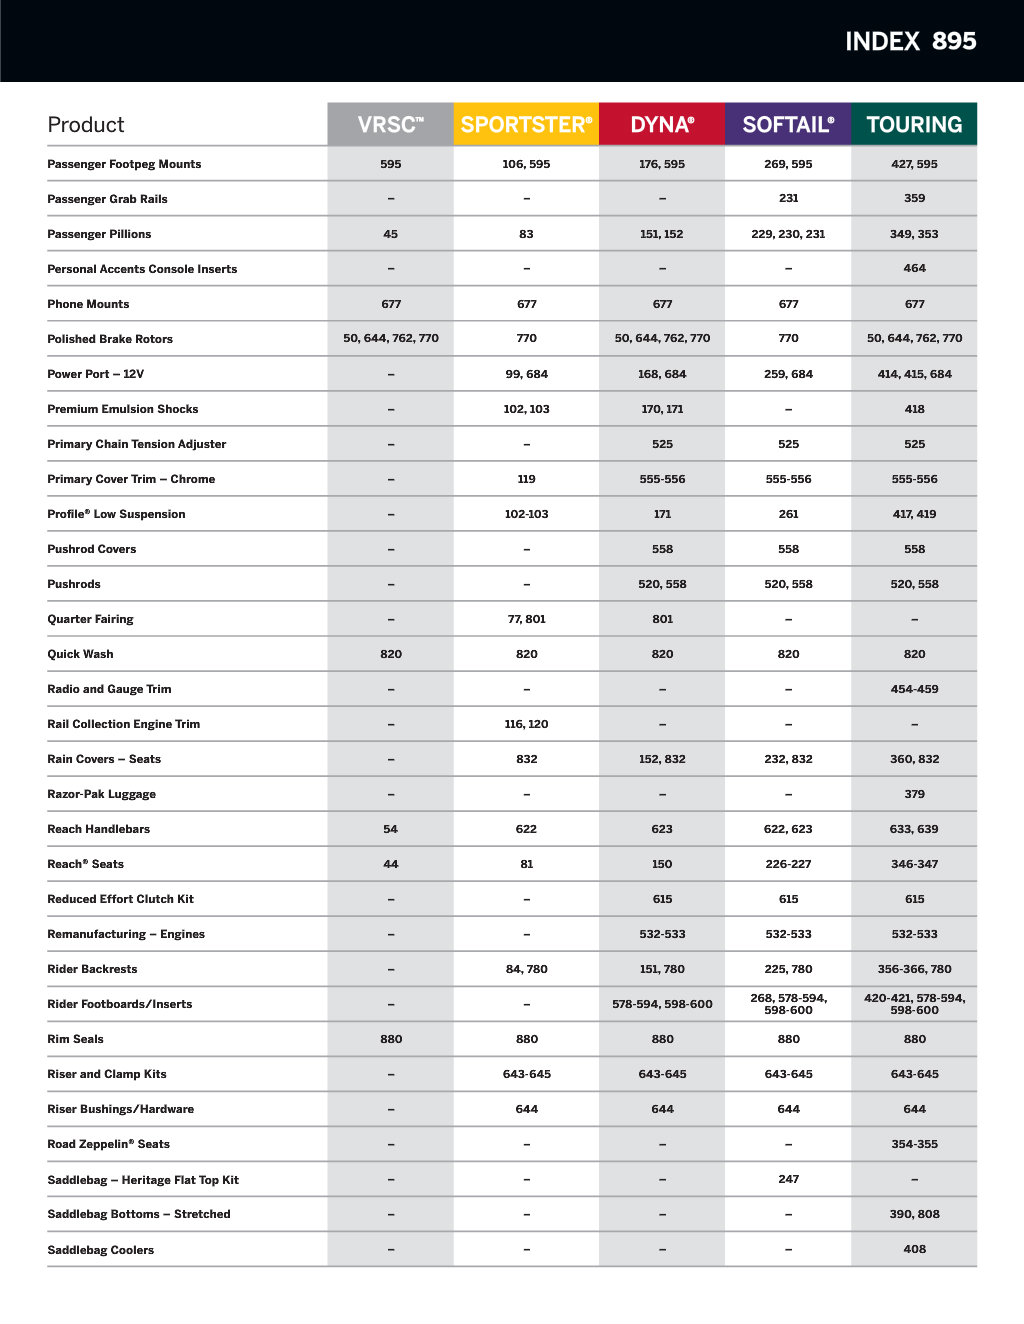 INDEX 895
Product VRSC™ SPORTSTER® DYNA® SOFTAIL® TOURING
Passenger Footpeg Mounts 595 106, 595 176, 595 269, 595 427, 595
Passenger Grab Rails – – – 231 359
Passenger Pillions 45 83 151, 152 229, 230, 231 349, 353
Personal Accents Console Inserts – – – – 464
Phone Mounts 677 677 677 677 677
Polished Brake Rotors 50, 644, 762, 770 770 50, 644, 762, 770 770 50, 644, 762, 770
Power Port – 12V – 99, 684 168, 684 259, 684 414, 415, 684
Premium Emulsion Shocks – 102, 103 170, 171 – 418
Primary Chain Tension Adjuster – – 525 525 525
Primary Cover Trim – Chrome – 119 555-556 555-556 555-556
Profile® Low Suspension – 102-103 171 261 417, 419
Pushrod Covers – – 558 558 558
Pushrods – – 520, 558 520, 558 520, 558
Quarter Fairing – 77, 801 801 – –
Quick Wash 820 820 820 820 820
Radio and Gauge Trim – – – – 454-459
Rail Collection Engine Trim – 116, 120 – – –
Rain Covers – Seats – 832 152, 832 232, 832 360, 832
Razor-Pak Luggage – – – – 379
Reach Handlebars 54 622 623 622, 623 633, 639
Reach® Seats 44 81 150 226-227 346-347
Reduced Effort Clutch Kit – – 615 615 615
Remanufacturing – Engines – – 532-533 532-533 532-533
Rider Backrests – 84, 780 151, 780 225, 780 356-366, 780
Rider Footboards/Inserts – – 578-594, 598-600 268, 578-594, 420-421, 578-594,
598-600 598-600
Rim Seals 880 880 880 880 880
Riser and Clamp Kits – 643-645 643-645 643-645 643-645
Riser Bushings/Hardware – 644 644 644 644
Road Zeppelin® Seats – – – – 354-355
Saddlebag – Heritage Flat Top Kit – – – 247 –
Saddlebag Bottoms – Stretched – – – – 390, 808
Saddlebag Coolers – – – – 408